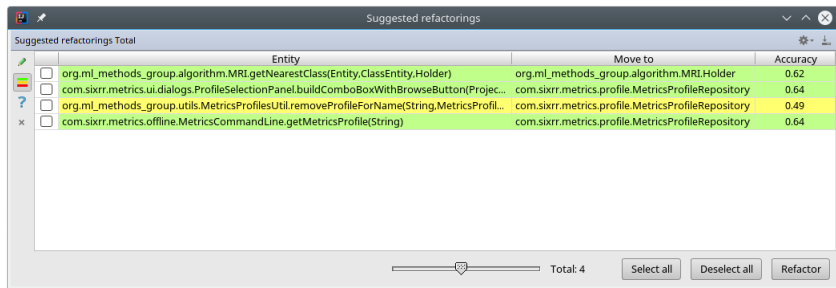 Suggested refactorings
Suggested refactorings Total
Entity Move to Accuracy
org.ml_methods_group.algorithm.MRI.getNearestClass(Entity,ClassEntity,Holder) org.ml_methods_group.algorithm.MRI.Holder 0.62
com.sixrr.metrics.ui.dialogs.ProfileSelectionPanel.buildComboBoxWithBrowseButton(Projec... com.sixrr.metrics.profile.MetricsProfileRepository 0.64
org.ml_methods_group.utils.MetricsProfilesUtil.removeProfileForName(String,MetricsProfil... com.sixrr.metrics.profile.MetricsProfileRepository 0.49
com.sixrr.metrics.offline.MetricsCommandLine.getMetricsProfile(String) com.sixrr.metrics.profile.MetricsProfileRepository 0.64
Total: 4 Select all Deselect all Refactor